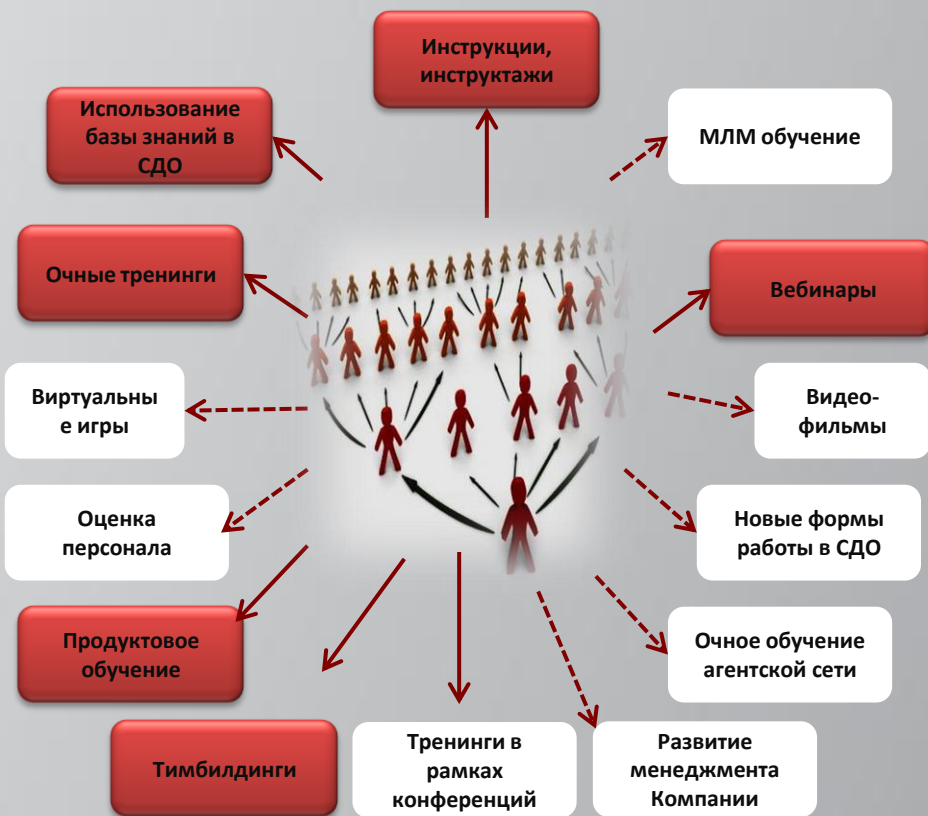 Инструкции,
инструктажи
Использование
базы знаний в
СДО
МЛМ обучение
Очные тренинги
Вебинары
Виртуальны
е игры
Видео-
фильмы
Оценка
персонала
Новые формы
работы в СДО
Продуктовое
обучение
Очное обучение
агентской сети
Тимбилдинги
Тренинги в
рамках
конференций
Развитие
менеджмента
Компании